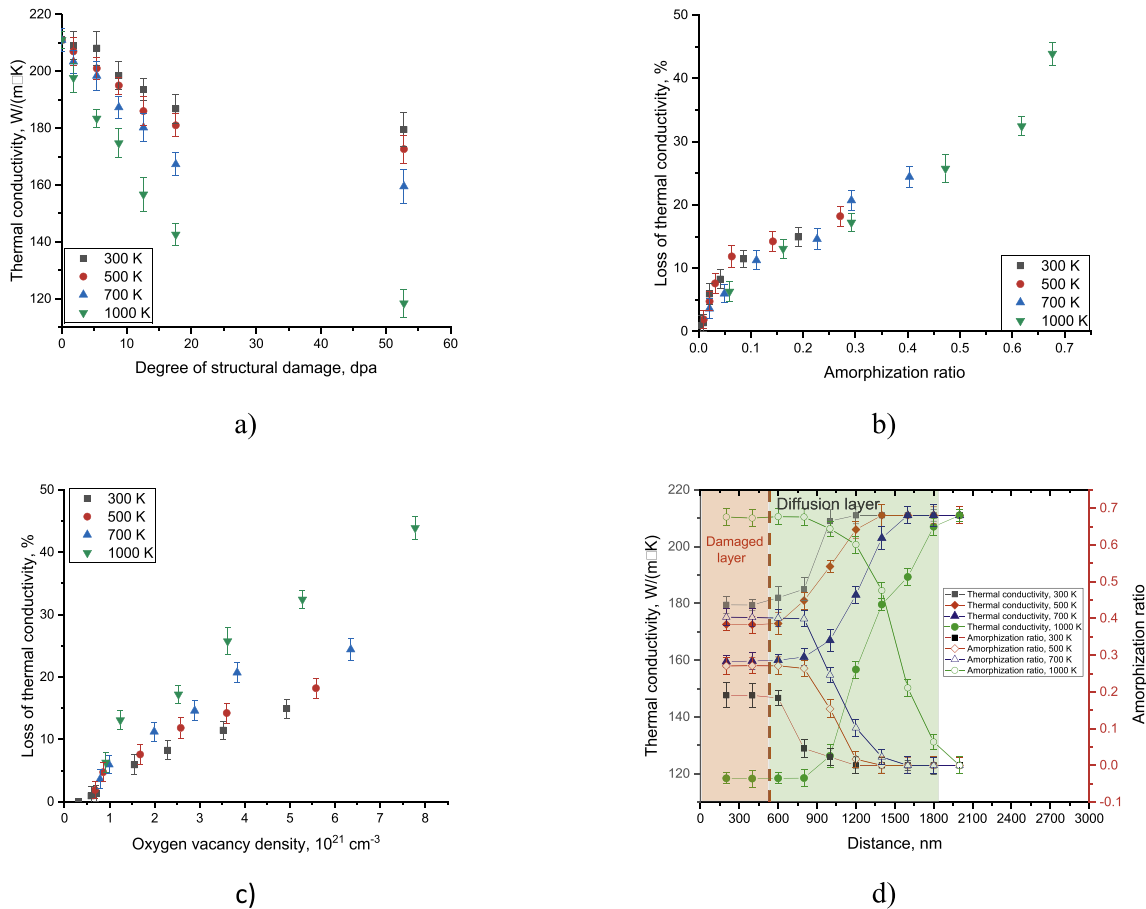 220
200
180
160
140
120
0
10
20
30
40
50
60
Thermal conductivity, W/(m□K)
300 K
500 K
700 K
1000 K
Degree of structural damage, dpa
a)
50
40
30
20
10
0
0.0
0.1
0.2
0.3
0.4
0.5
0.6
0.7
Loss of thermal conductivity, %
300 K
500 K
700 K
1000 K
Amorphization ratio
b)
50
40
30
20
10
0
0
1
2
3
4
5
6
7
8
Loss of thermal conductivity, %
300 K
500 K
700 K
1000 K
Oxygen vacancy density, 10²¹ cm⁻³
c)
220
200
180
160
140
120
0.7
0.6
0.5
0.4
0.3
0.2
0.1
0.0
-0.1
300
600
900
1200
1500
1800
2100
2400
2700
3000
Thermal conductivity, W/(m□K)
Amorphization ratio
Diffusion layer
Damaged
layer
Thermal conductivity, 300 K
Thermal conductivity, 500 K
Thermal conductivity, 700 K
Thermal conductivity, 1000 K
Amorphization ratio, 300 K
Amorphization ratio, 500 K
Amorphization ratio, 700 K
Amorphization ratio, 1000 K
Distance, nm
d)